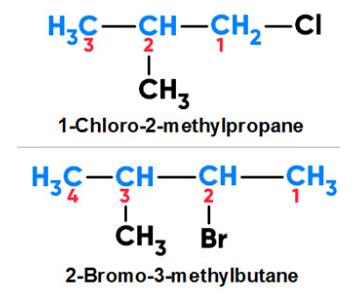 H₃C—CH—CH₂—Cl
3 2 1
CH₃
1-Chloro-2-methylpropane
H₃C—CH—CH—CH₃
4 3 2 1
CH₃ Br
2-Bromo-3-methylbutane